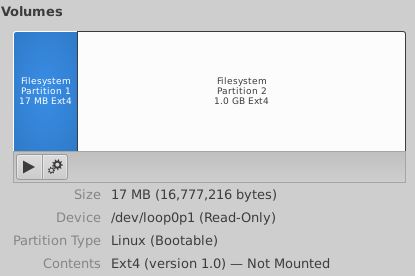 Volumes
Filesystem
Partition 1
17 MB Ext4
Filesystem
Partition 2
1.0 GB Ext4
Size 17 MB (16,777,216 bytes)
Device /dev/loop0p1 (Read-Only)
Partition Type Linux (Bootable)
Contents Ext4 (version 1.0) — Not Mounted